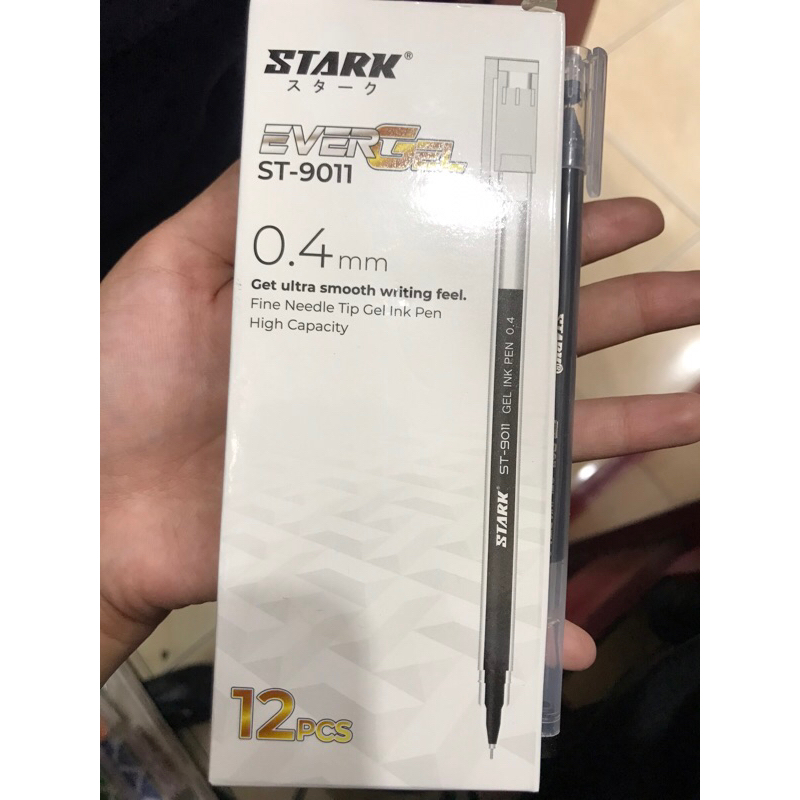 STARK®
スターク
EVERGEL
ST-9011
0.4mm
Get ultra smooth writing feel.
Fine Needle Tip Gel Ink Pen
High Capacity
STARK® ST-9011 GEL INK PEN 0.4
12PCS
STARK®